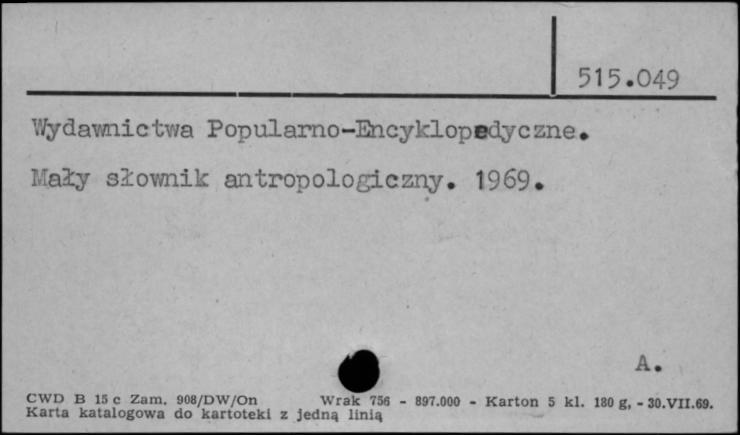 515.049
Wydawnictwa Popularno-Encyklopedyczne.
Mały słownik antropologiczny. 1969.
A.
CWD B 15 c Zam. 908/DW/On Wrak 756 - 897.000 - Karton 5 kl. 180 g, - 30.VII.69.
Karta katalogowa do kartoteki z jedną linią